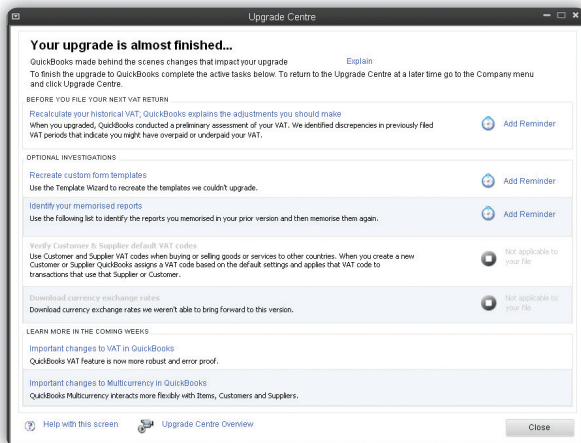 Upgrade Centre
Your upgrade is almost finished...
QuickBooks made behind the scenes changes that impact your upgrade Explain
To finish the upgrade to QuickBooks complete the active tasks below. To return to the Upgrade Centre at a later time go to the Company menu
and click Upgrade Centre.
BEFORE YOU FILE YOUR NEXT VAT RETURN
Recalculate your historical VAT; QuickBooks explains the adjustments you should make
When you upgraded, QuickBooks conducted a preliminary assessment of your VAT. We identified discrepancies in previously filed
VAT periods that indicate you might have overpaid or underpaid your VAT.
Add Reminder
OPTIONAL INVESTIGATIONS
Recreate custom form templates
Use the Template Wizard to recreate the templates we couldn't upgrade.
Add Reminder
Identify your memorised reports
Use the following list to identify the reports you memorised in your prior version and then memorise them again.
Add Reminder
Verify Customer & Supplier default VAT codes
Use Customer and Supplier VAT codes when buying or selling goods or services to other countries. When you create a new
Customer or Supplier QuickBooks assigns a VAT code based on the default settings and applies that VAT code to
transactions that use that Supplier or Customer.
Not applicable to
your file
Download currency exchange rates
Download currency exchange rates we weren't able to bring forward to this version.
Not applicable to
your file
LEARN MORE IN THE COMING WEEKS
Important changes to VAT in QuickBooks
QuickBooks VAT feature is now more robust and error proof.
Important changes to Multicurrency in QuickBooks
QuickBooks Multicurrency interacts more flexibly with Items, Customers and Suppliers.
Help with this screen Upgrade Centre Overview Close